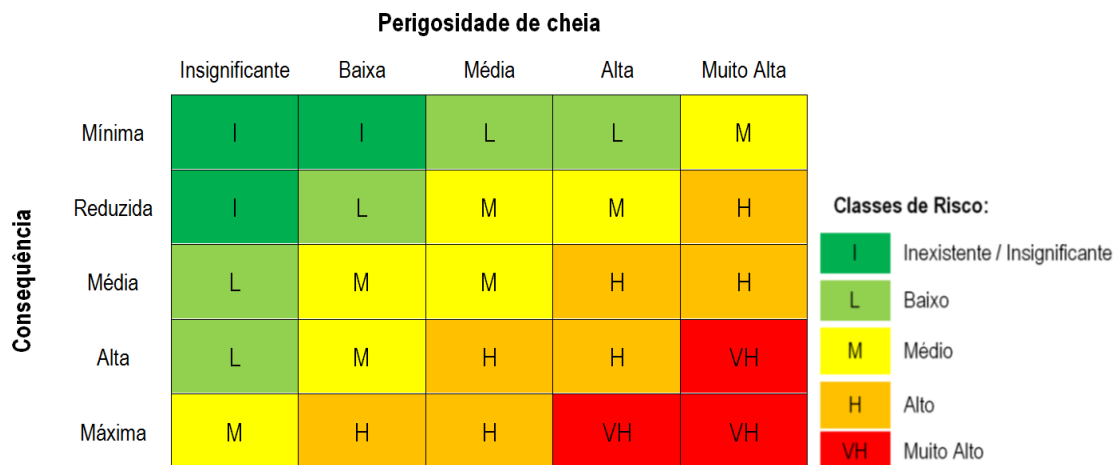 Perigosidade de cheia
Insignificante Baixa Média Alta Muito Alta
Consequência
Mínima I I L L M
Reduzida I L M M H
Média L M M H H
Alta L M H H VH
Máxima M H H VH VH
Classes de Risco:
I Inexistente / Insignificante
L Baixo
M Médio
H Alto
VH Muito Alto